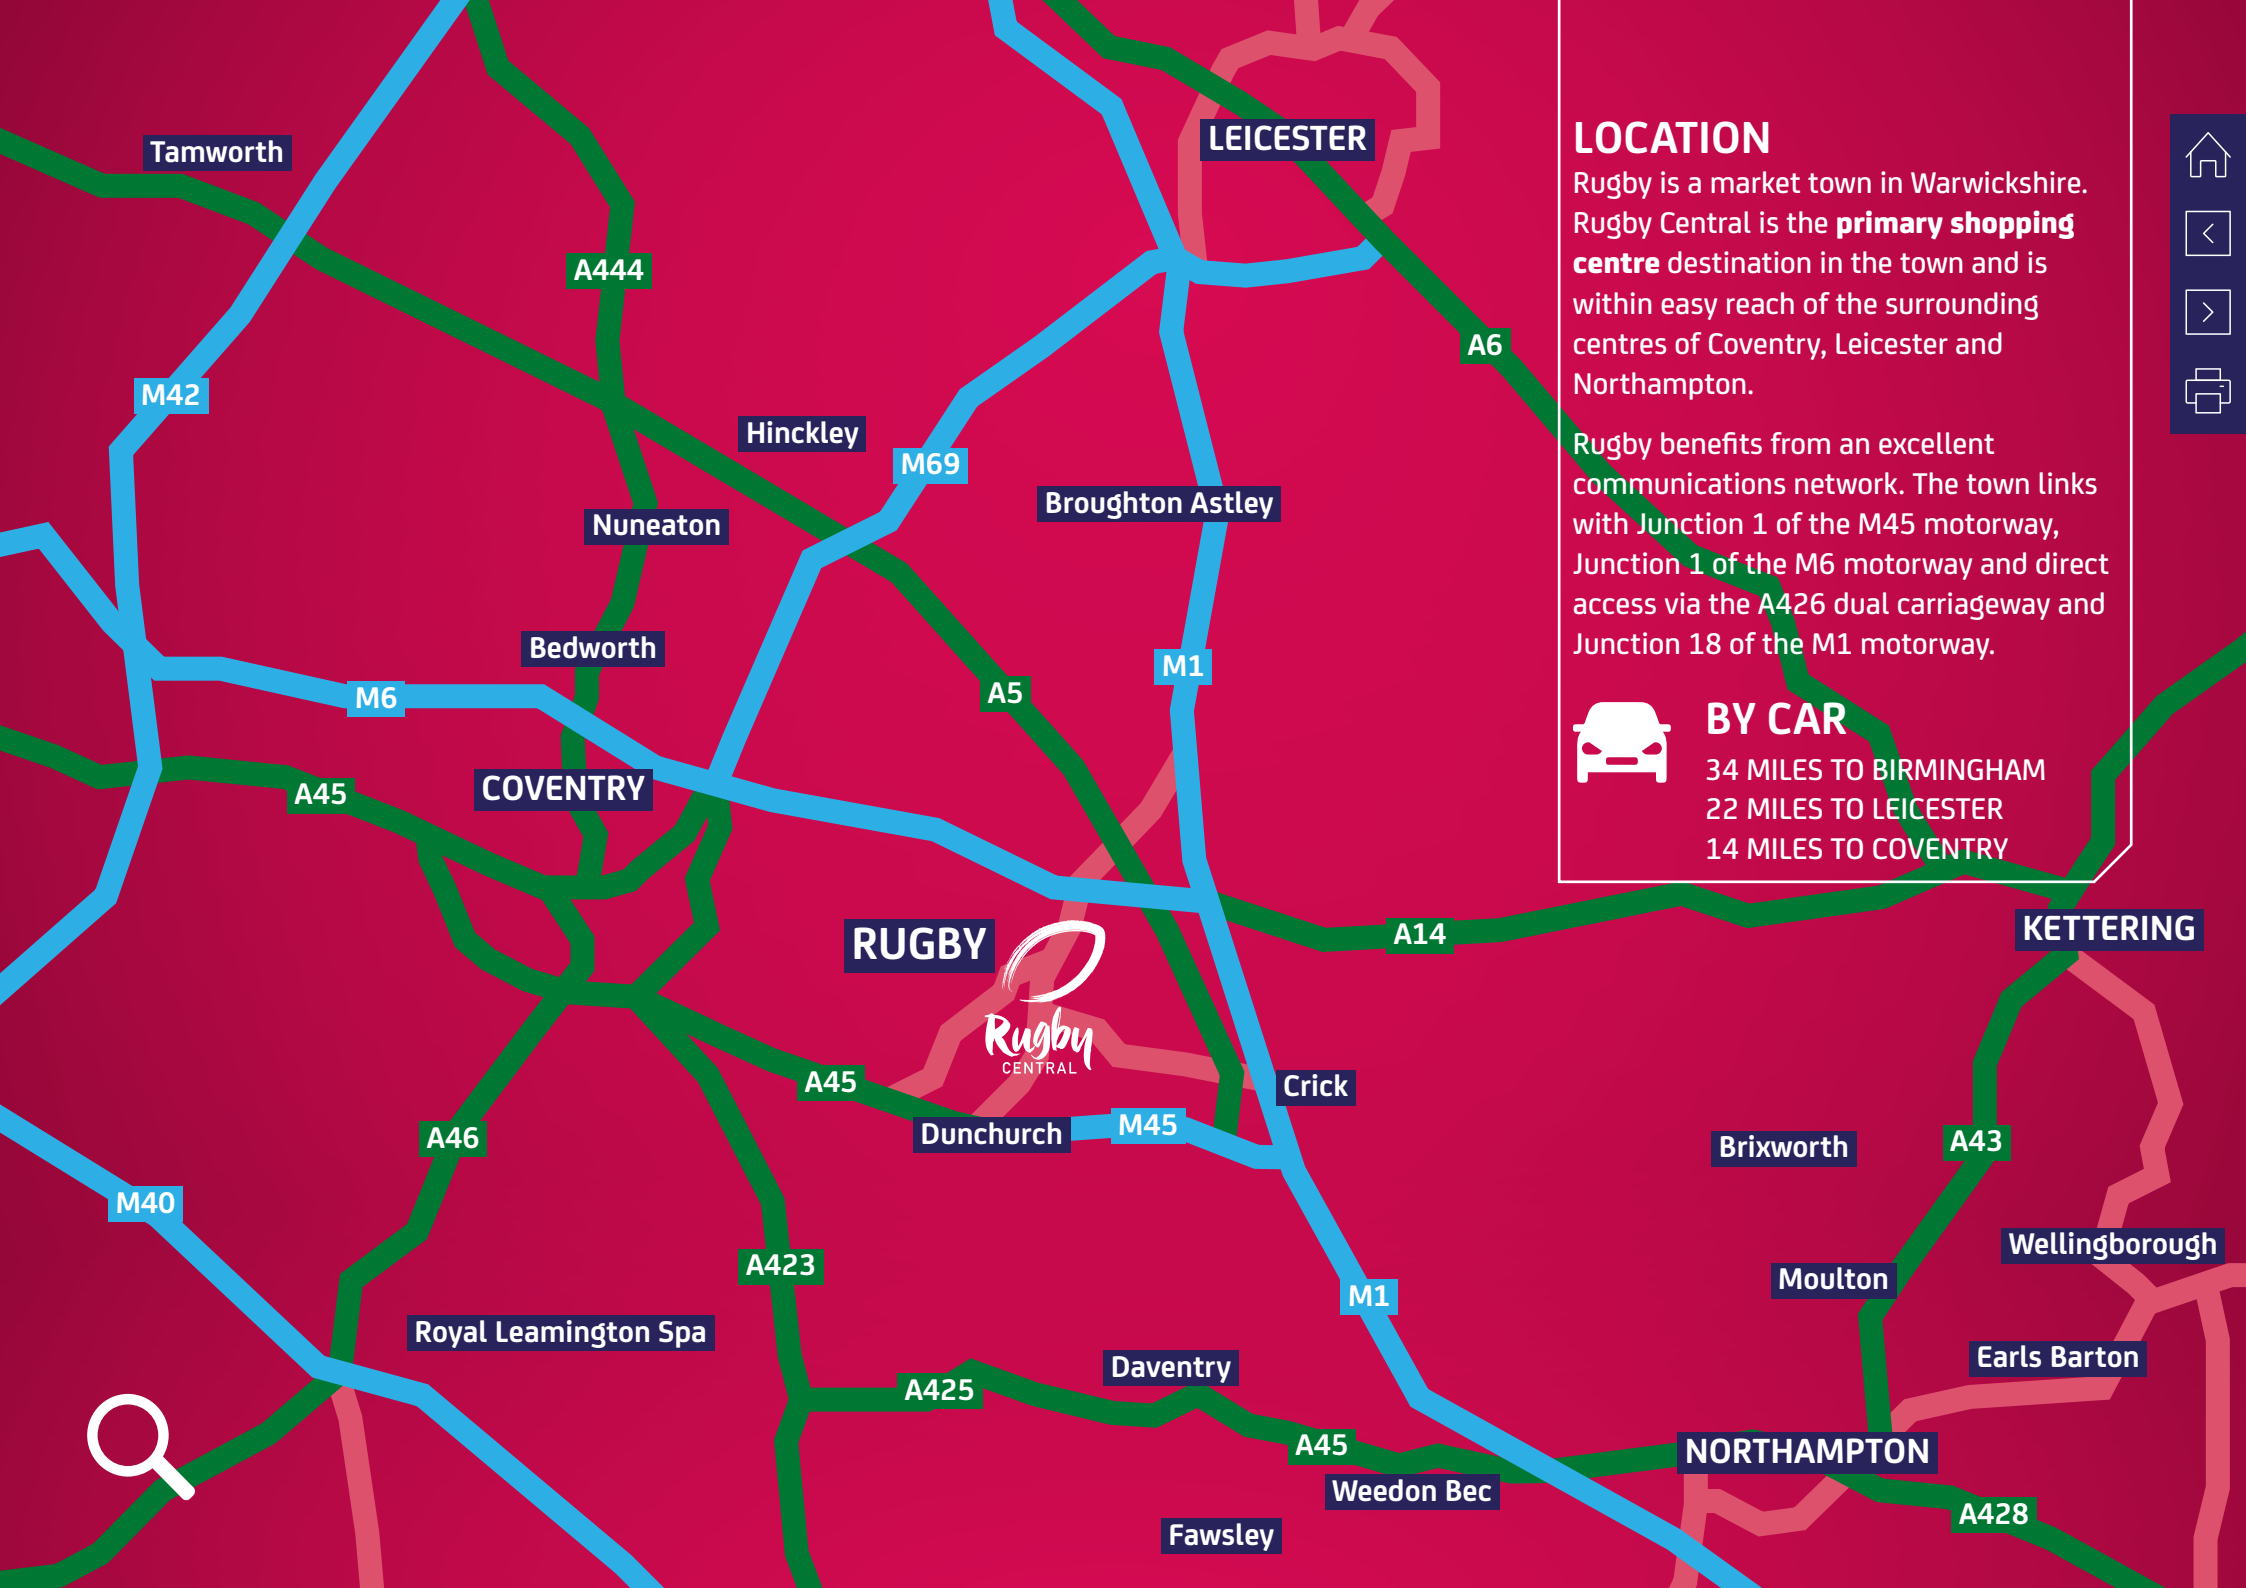 Tamworth
LEICESTER
A444
A6
M42
Hinckley
M69
Broughton Astley
Nuneaton
Bedworth
M1
M6
A5
A45
COVENTRY
RUGBY
Rugby
CENTRAL
A14
KETTERING
A45
Crick
Dunchurch
M45
A46
Brixworth
A43
M40
Wellingborough
A423
Moulton
M1
Royal Leamington Spa
Daventry
Earls Barton
A425
A45
NORTHAMPTON
Weedon Bec
A428
Fawsley
LOCATION
Rugby is a market town in Warwickshire.
Rugby Central is the primary shopping
centre destination in the town and is
within easy reach of the surrounding
centres of Coventry, Leicester and
Northampton.
Rugby benefits from an excellent
communications network. The town links
with Junction 1 of the M45 motorway,
Junction 1 of the M6 motorway and direct
access via the A426 dual carriageway and
Junction 18 of the M1 motorway.
BY CAR
34 MILES TO BIRMINGHAM
22 MILES TO LEICESTER
14 MILES TO COVENTRY